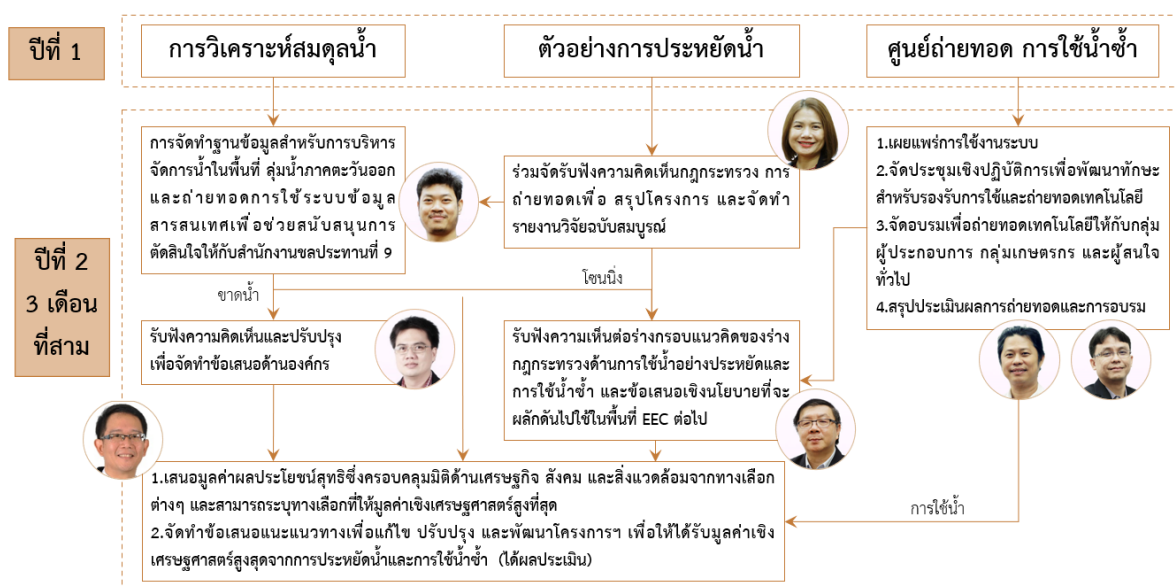 ปีที่ 1
การวิเคราะห์สมดุลน้ำ
ตัวอย่างการประหยัดน้ำ
ศูนย์ถ่ายทอด การใช้น้ำซ้ำ
ปีที่ 2
3 เดือน
ที่สาม
การจัดทำฐานข้อมูลสำหรับการบริหาร
จัดการน้ำในพื้นที่ ลุ่มน้ำภาคตะวันออก
และถ่ายทอดการใช้ระบบข้อมูล
สารสนเทศเพื่อช่วยสนับสนุนการ
ตัดสินใจให้กับสำนักงานชลประทานที่ 9
ร่วมจัดรับฟังความคิดเห็นกฎกระทรวง การ
ถ่ายทอดเพื่อ สรุปโครงการ และจัดทำ
รายงานวิจัยฉบับสมบูรณ์
1.เผยแพร่การใช้งานระบบ
2.จัดประชุมเชิงปฏิบัติการเพื่อพัฒนาทักษะ
สำหรับรองรับการใช้และถ่ายทอดเทคโนโลยี
3.จัดอบรมเพื่อถ่ายทอดเทคโนโลยีให้กับกลุ่ม
ผู้ประกอบการ กลุ่มเกษตรกร และผู้สนใจ
ทั่วไป
4.สรุปประเมินผลการถ่ายทอดและการอบรม
ขาดน้ำ
โซนนิ่ง
รับฟังความคิดเห็นและปรับปรุง
เพื่อจัดทำข้อเสนอด้านองค์กร
รับฟังความเห็นต่อร่างกรอบแนวคิดของร่าง
กฎกระทรวงด้านการใช้น้ำอย่างประหยัดและ
การใช้น้ำซ้ำ และข้อเสนอเชิงนโยบายที่จะ
ผลักดันไปใช้ในพื้นที่ EEC ต่อไป
1.เสนอมูลค่าผลประโยชน์สุทธิซึ่งครอบคลุมมิติด้านเศรษฐกิจ สังคม และสิ่งแวดล้อมจากทางเลือก
ต่างๆ และสามารถระบุทางเลือกที่ให้มูลค่าเชิงเศรษฐศาสตร์สูงที่สุด
2.จัดทำข้อเสนอแนะแนวทางเพื่อแก้ไข ปรับปรุง และพัฒนาโครงการฯ เพื่อให้ได้รับมูลค่าเชิง
เศรษฐศาสตร์สูงสุดจากการประหยัดน้ำและการใช้น้ำซ้ำ (ได้ผลประเมิน)
การใช้น้ำ